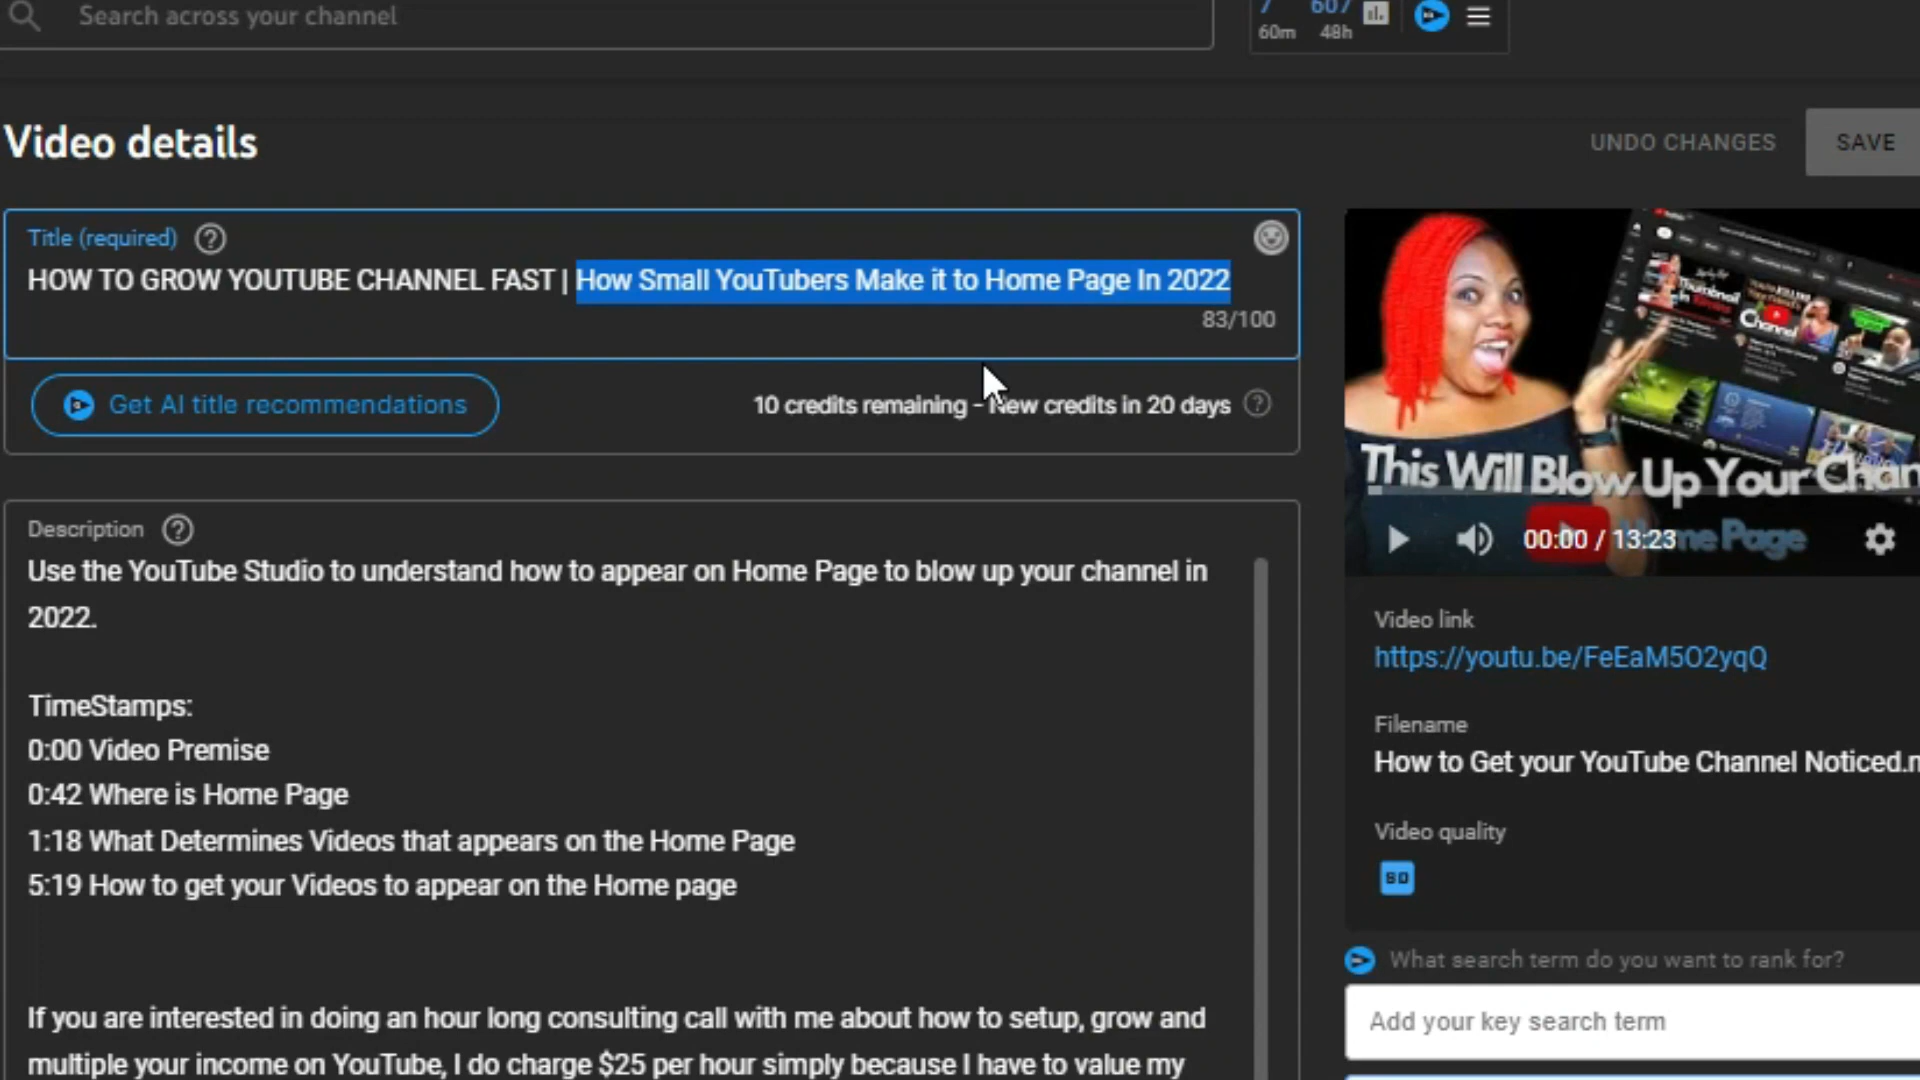 Search across your channel
7 607
60m 48h
Video details
UNDO CHANGES
SAVE
Title (required)
HOW TO GROW YOUTUBE CHANNEL FAST | How Small YouTubers Make it to Home Page In 2022
83/100
Get AI title recommendations
10 credits remaining - New credits in 20 days
Description
Use the YouTube Studio to understand how to appear on Home Page to blow up your channel in
2022.
TimeStamps:
0:00 Video Premise
0:42 Where is Home Page
1:18 What Determines Videos that appears on the Home Page
5:19 How to get your Videos to appear on the Home page
If you are interested in doing an hour long consulting call with me about how to setup, grow and
multiple your income on YouTube, I do charge $25 per hour simply because I have to value my
This Will Blow Up Your Chan
Home Page
00:00 / 13:23
Video link
https://youtu.be/FeEaM5O2yqQ
Filename
How to Get your YouTube Channel Noticed.m
Video quality
SD
What search term do you want to rank for?
Add your key search term